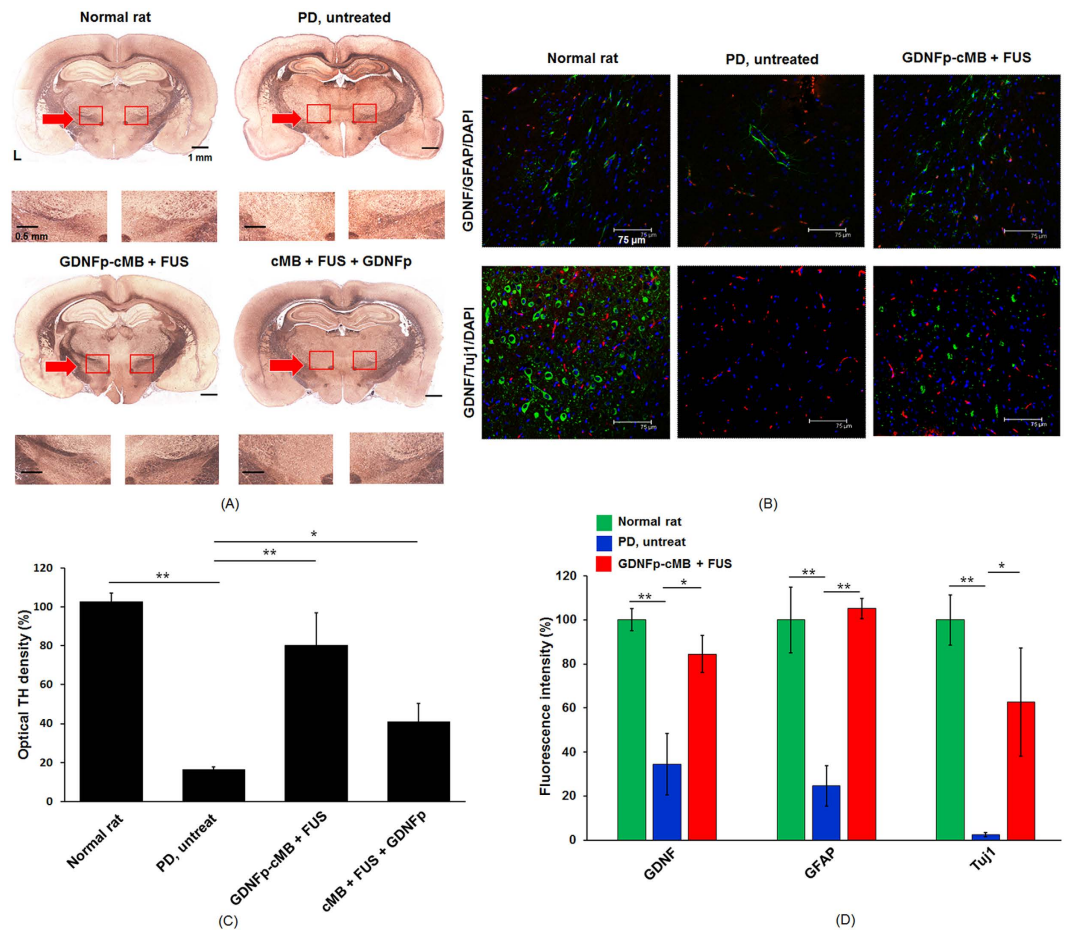 Normal rat
PD, untreated
L
1 mm
0.5 mm
GDNFp-cMB + FUS
cMB + FUS + GDNFp
(A)
Normal rat
PD, untreated
GDNFp-cMB + FUS
GDNF/GFAP/DAPI
75 μm
75 μm
75 μm
GDNF/Tuj1/DAPI
75 μm
75 μm
75 μm
(B)
Optical TH density (%)
120
100
80
60
40
20
0
**
**
*
Normal rat
PD, untreat
GDNFp-cMB + FUS
cMB + FUS + GDNFp
(C)
Normal rat
PD, untreat
GDNFp-cMB + FUS
Fluorescence intensity (%)
120
100
80
60
40
20
0
**
*
**
**
**
*
GDNF
GFAP
Tuj1
(D)